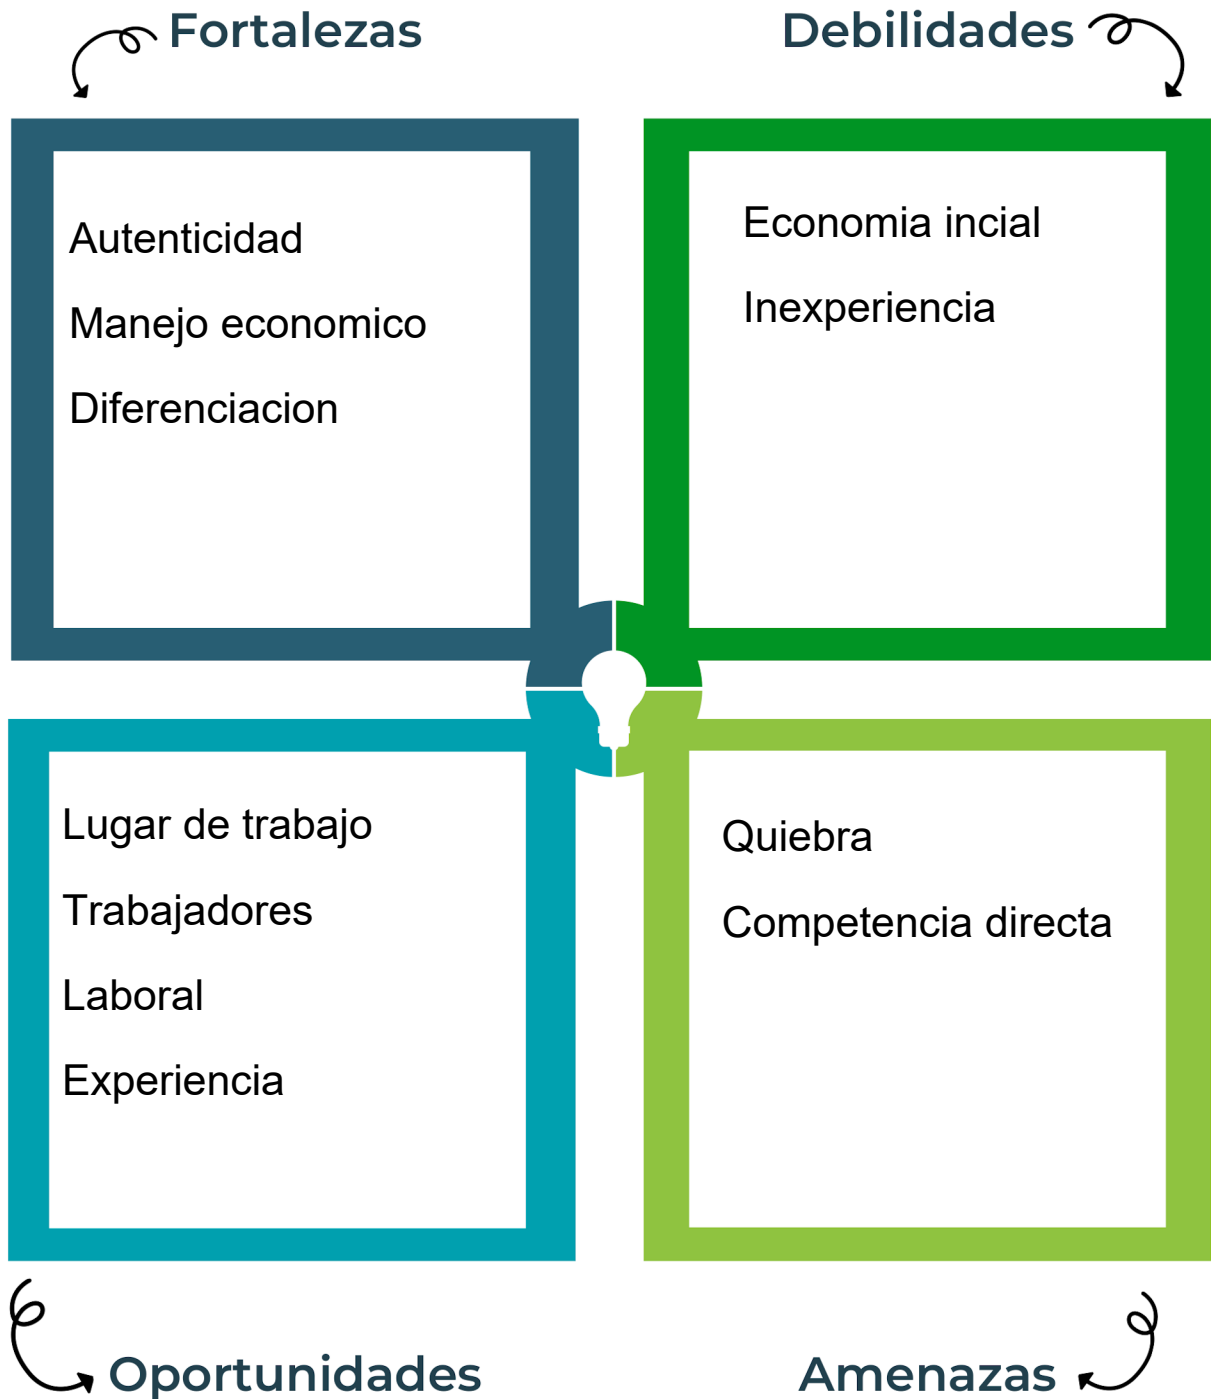 Fortalezas
Autenticidad
Manejo economico
Diferenciacion
Debilidades
Economia incial
Inexperiencia
Lugar de trabajo
Trabajadores
Laboral
Experiencia
Oportunidades
Quiebra
Competencia directa
Amenazas